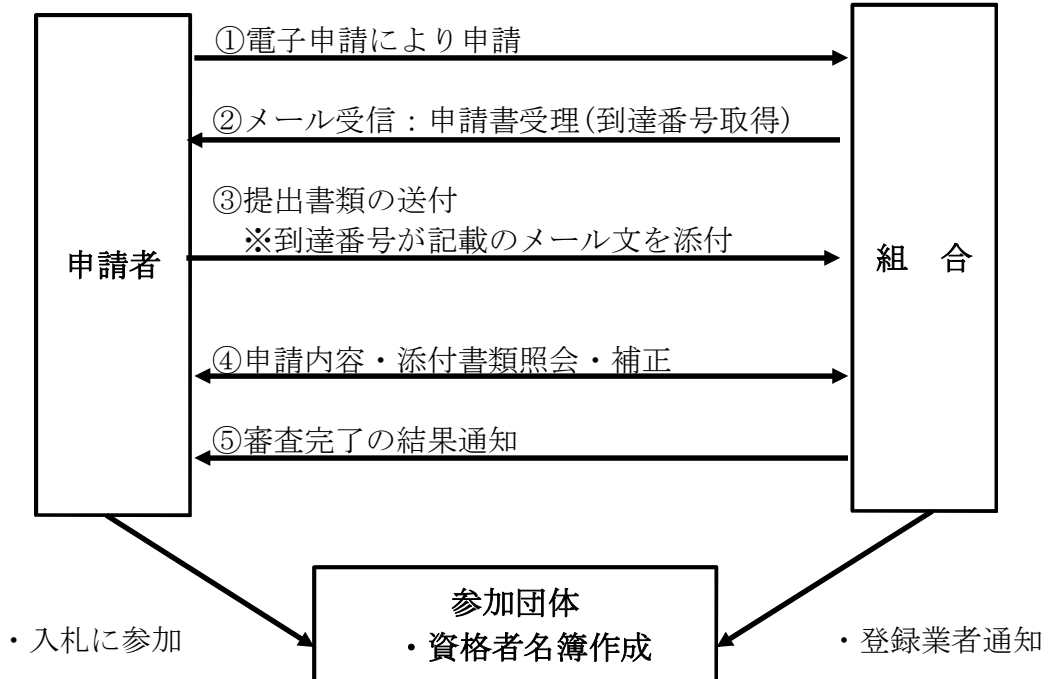 ①電子申請により申請
②メール受信：申請書受理(到達番号取得)
③提出書類の送付
※到達番号が記載のメール文を添付
申請者
組　合
④申請内容・添付書類照会・補正
⑤審査完了の結果通知
参加団体
・入札に参加
・資格者名簿作成
・登録業者通知